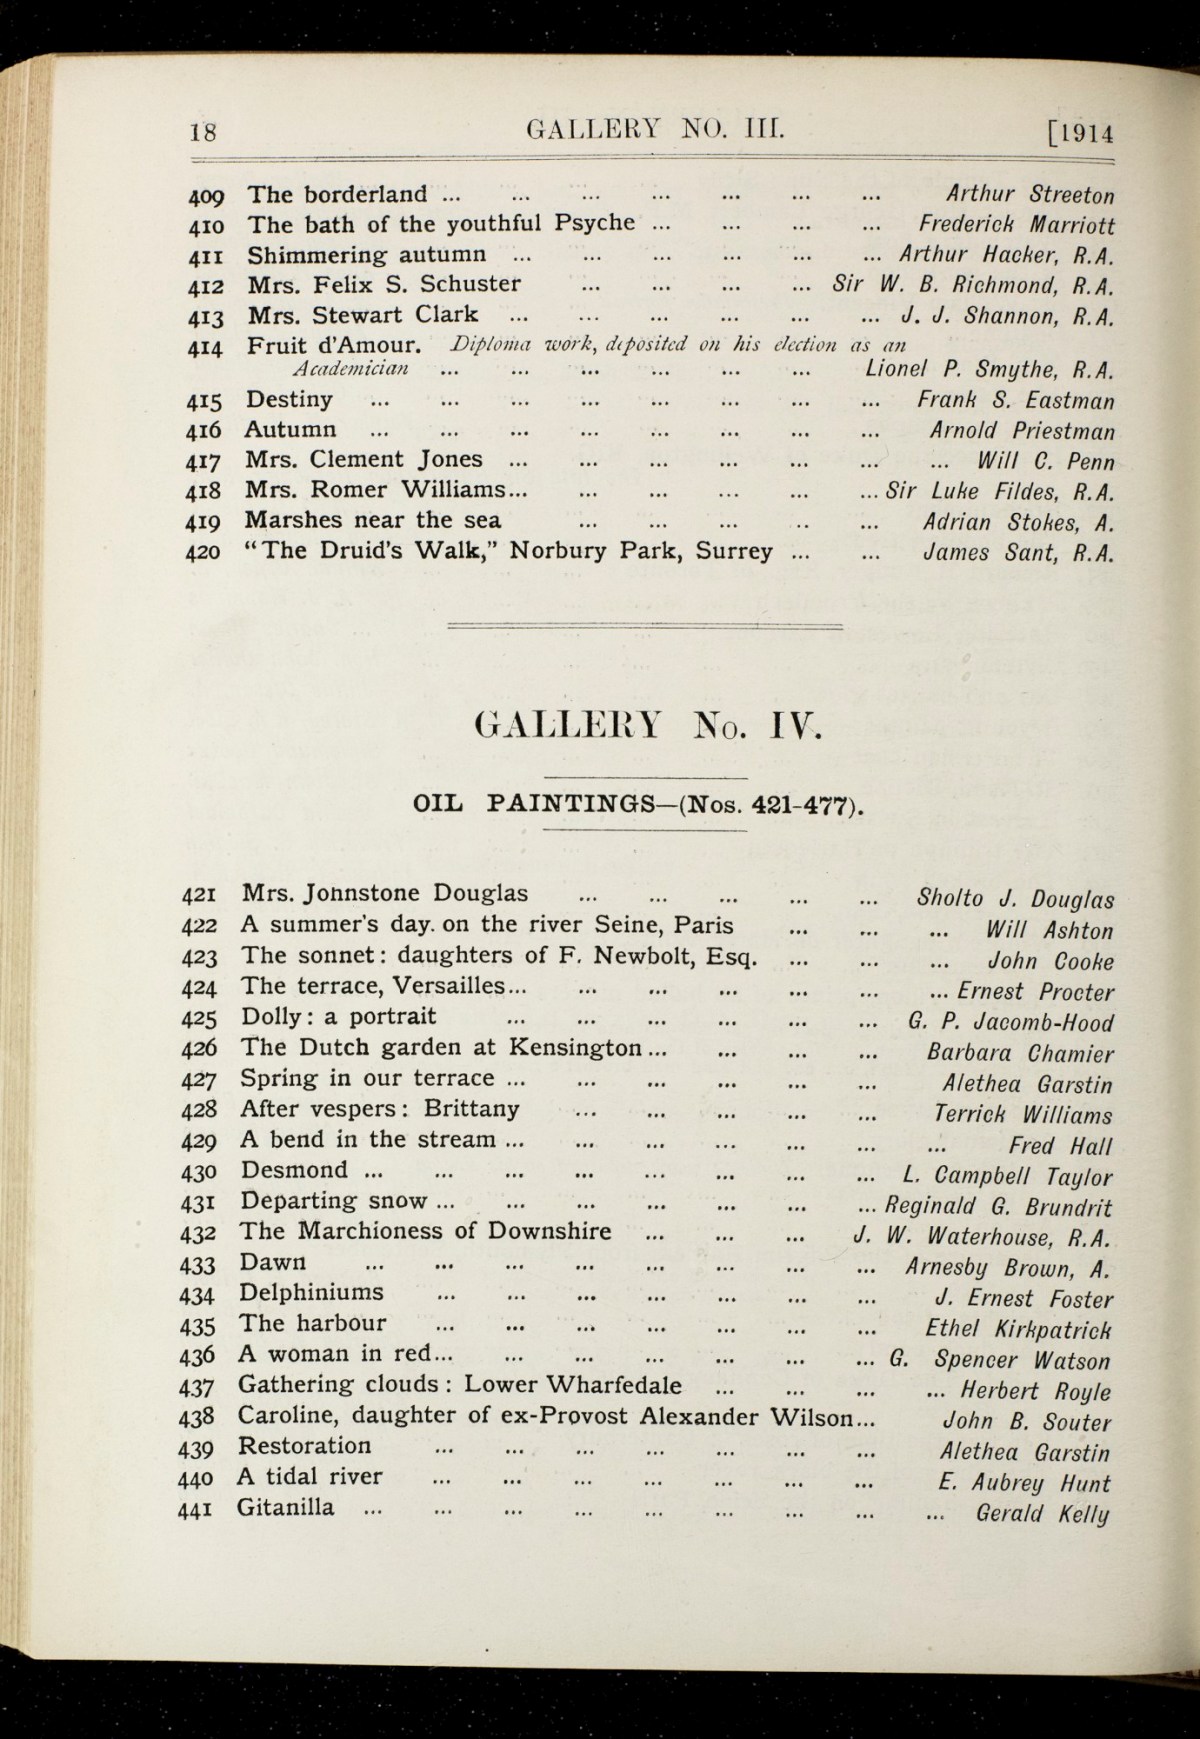 18 GALLERY NO. III. [1914
409 The borderland ... ... ... ... ... ... ... Arthur Streeton
410 The bath of the youthful Psyche ... ... ... ... Frederick Marriott
411 Shimmering autumn ... ... ... ... ... ... Arthur Hacker, R.A.
412 Mrs. Felix S. Schuster ... ... ... ... Sir W. B. Richmond, R.A.
413 Mrs. Stewart Clark ... ... ... ... ... ... J. J. Shannon, R.A.
414 Fruit d'Amour. Diploma work, deposited on his election as an
Academician ... ... ... ... ... ... Lionel P. Smythe, R.A.
415 Destiny ... ... ... ... ... ... ... ... Frank S. Eastman
416 Autumn ... ... ... ... ... ... ... ... Arnold Priestman
417 Mrs. Clement Jones ... ... ... ... ... ... ... Will C. Penn
418 Mrs. Romer Williams... ... ... ... ... ... Sir Luke Fildes, R.A.
419 Marshes near the sea ... ... ... .. ... Adrian Stokes, A.
420 "The Druid's Walk," Norbury Park, Surrey ... ... James Sant, R.A.
GALLERY No. IV.
OIL PAINTINGS—(Nos. 421-477).
421 Mrs. Johnstone Douglas ... ... ... ... ... Sholto J. Douglas
422 A summer's day. on the river Seine, Paris ... ... ... Will Ashton
423 The sonnet: daughters of F. Newbolt, Esq. ... ... ... John Cooke
424 The terrace, Versailles... ... ... ... ... ... ... Ernest Procter
425 Dolly: a portrait ... ... ... ... ... ... G. P. Jacomb-Hood
426 The Dutch garden at Kensington... ... ... ... Barbara Chamier
427 Spring in our terrace ... ... ... ... ... ... Alethea Garstin
428 After vespers: Brittany ... ... ... ... ... Terrick Williams
429 A bend in the stream ... ... ... ... ... ... ... Fred Hall
430 Desmond ... ... ... ... ... ... ... ... L. Campbell Taylor
431 Departing snow ... ... ... ... ... ... ... Reginald G. Brundrit
432 The Marchioness of Downshire ... ... ... J. W. Waterhouse, R.A.
433 Dawn ... ... ... ... ... ... ... ... Arnesby Brown, A.
434 Delphiniums ... ... ... ... ... ... ... J. Ernest Foster
435 The harbour ... ... ... ... ... ... ... Ethel Kirkpatrick
436 A woman in red... ... ... ... ... ... ... G. Spencer Watson
437 Gathering clouds: Lower Wharfedale ... ... ... ... Herbert Royle
438 Caroline, daughter of ex-Provost Alexander Wilson... John B. Souter
439 Restoration ... ... ... ... ... ... ... Alethea Garstin
440 A tidal river ... ... ... ... ... ... ... E. Aubrey Hunt
441 Gitanilla ... ... ... ... ... ... ... ... ... Gerald Kelly